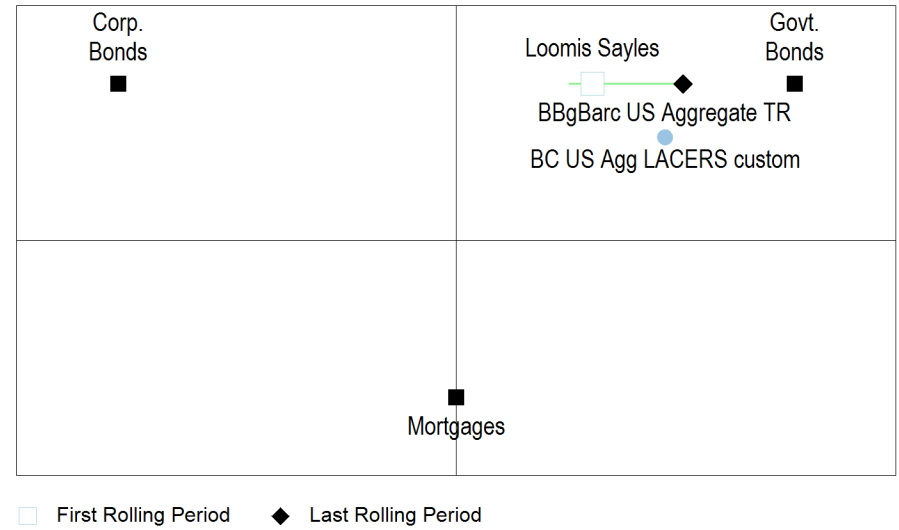 Corp.
Bonds
Govt.
Bonds
Loomis Sayles
BBgBarc US Aggregate TR
BC US Agg LACERS custom
Mortgages
First Rolling Period
Last Rolling Period